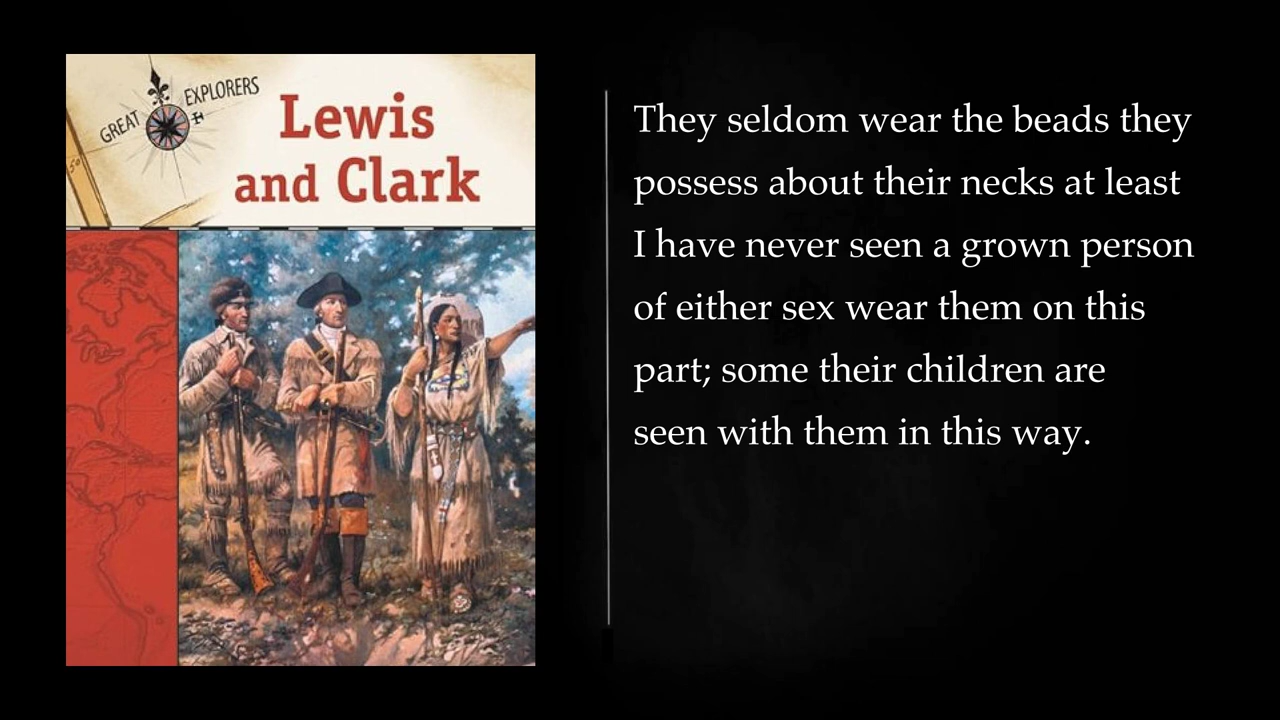 GREAT EXPLORERS
Lewis
and Clark
They seldom wear the beads they
possess about their necks at least
I have never seen a grown person
of either sex wear them on this
part; some their children are
seen with them in this way.